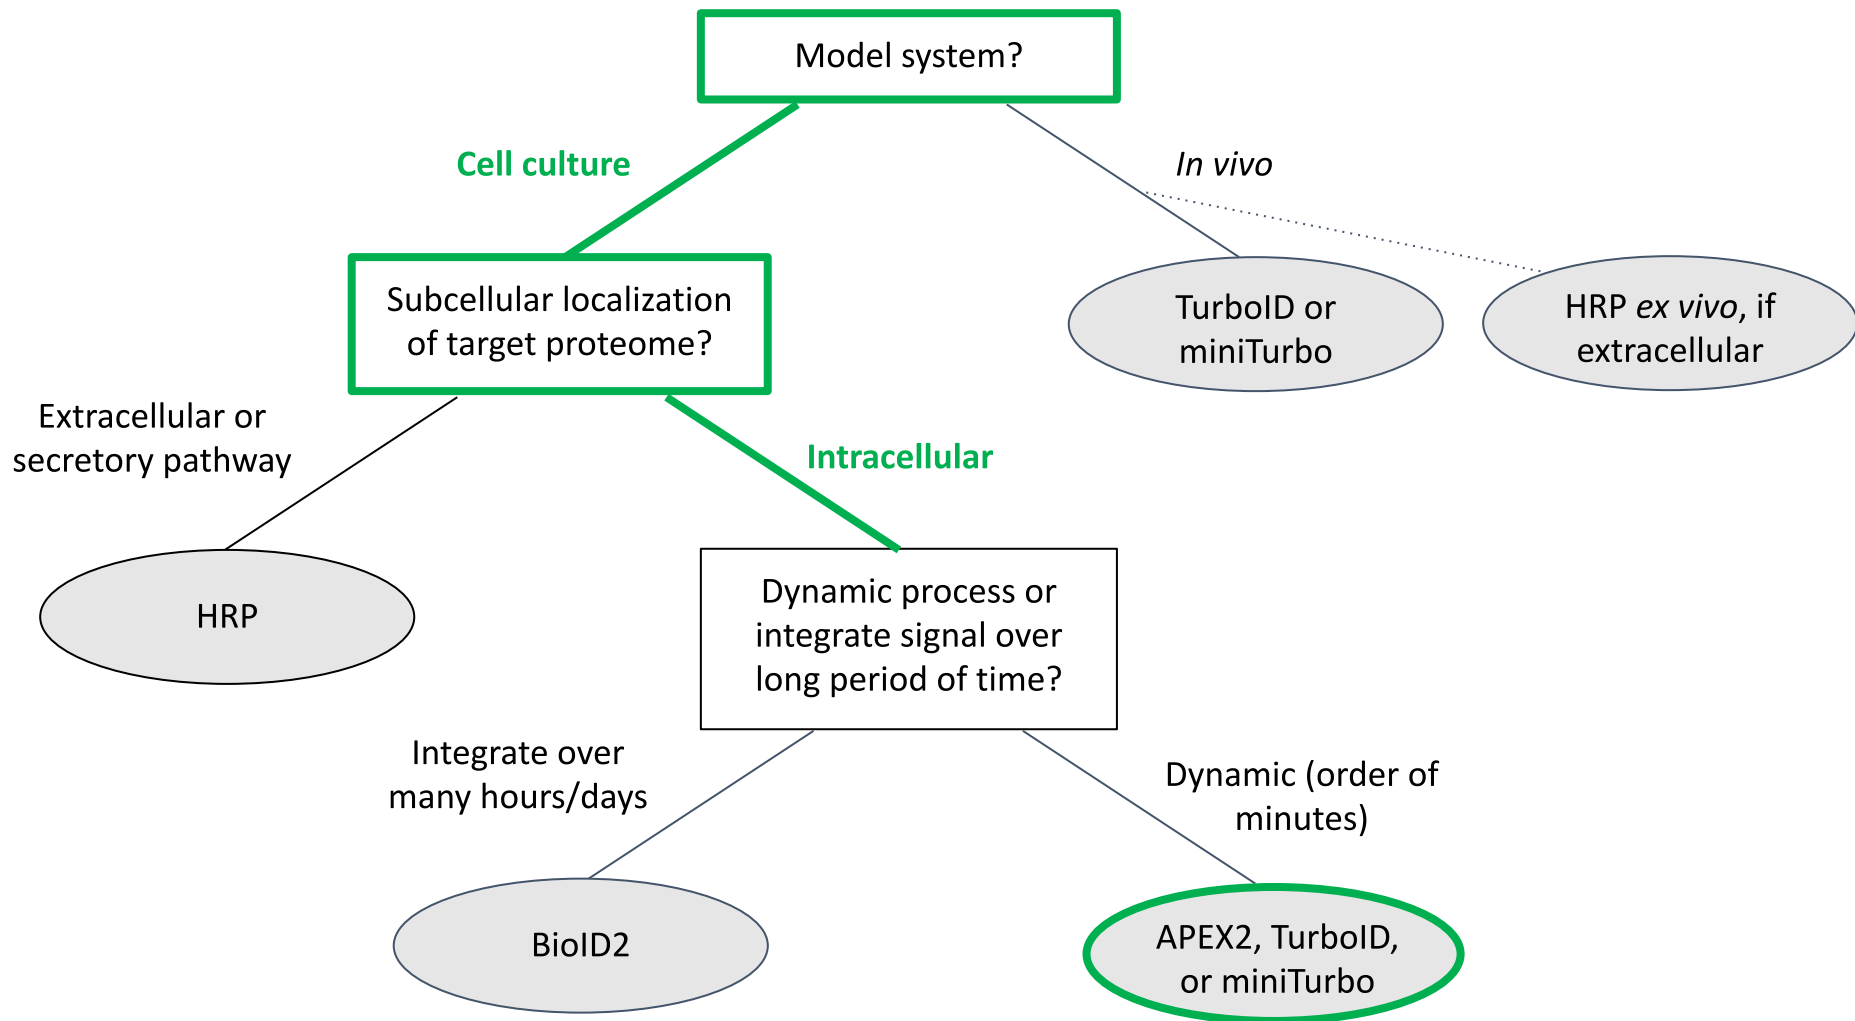 Model system?
Cell culture
In vivo
Subcellular localization
of target proteome?
TurboID or
miniTurbo
HRP ex vivo, if
extracellular
Extracellular or
secretory pathway
Intracellular
HRP
Dynamic process or
integrate signal over
long period of time?
Integrate over
many hours/days
Dynamic (order of
minutes)
BioID2
APEX2, TurboID,
or miniTurbo